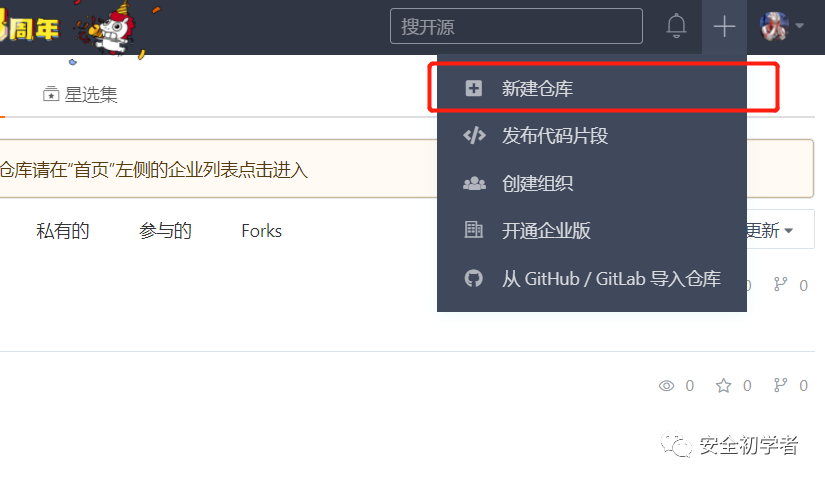 周年
搜开源
星选集
新建仓库
发布代码片段
创建组织
开通企业版
从 GitHub / GitLab 导入仓库
仓库请在“首页”左侧的企业列表点击进入
私有的 参与的 Forks 更新
0 0
0 0 0
安全初学者